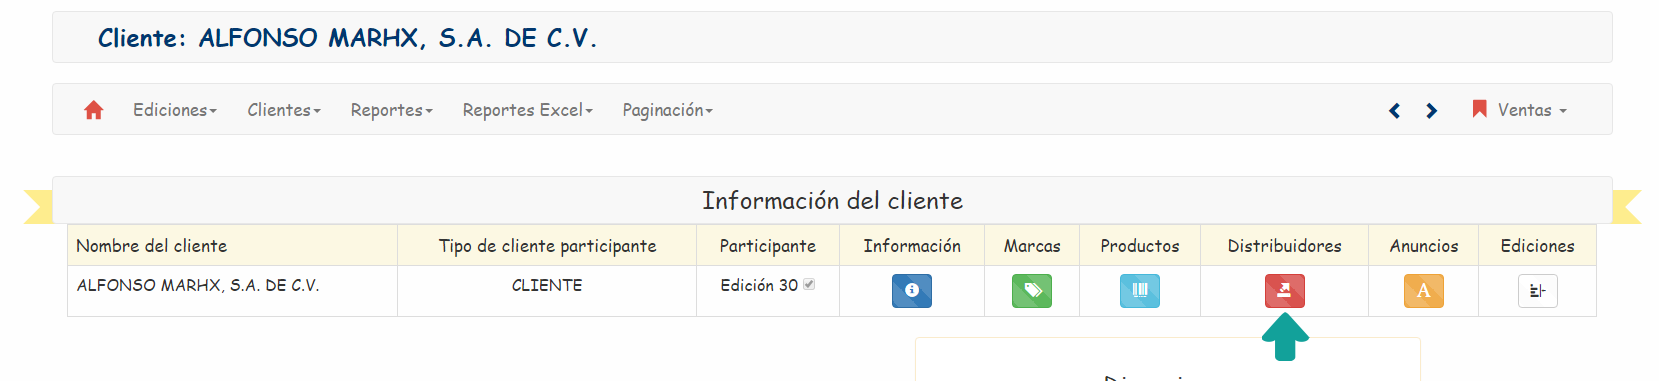 Cliente: ALFONSO MARHX, S.A. DE C.V.
Ediciones Clientes Reportes Reportes Excel Paginación Ventas
Información del cliente
Nombre del cliente Tipo de cliente participante Participante Información Marcas Productos Distribuidores Anuncios Ediciones
ALFONSO MARHX, S.A. DE C.V. CLIENTE Edición 30 A